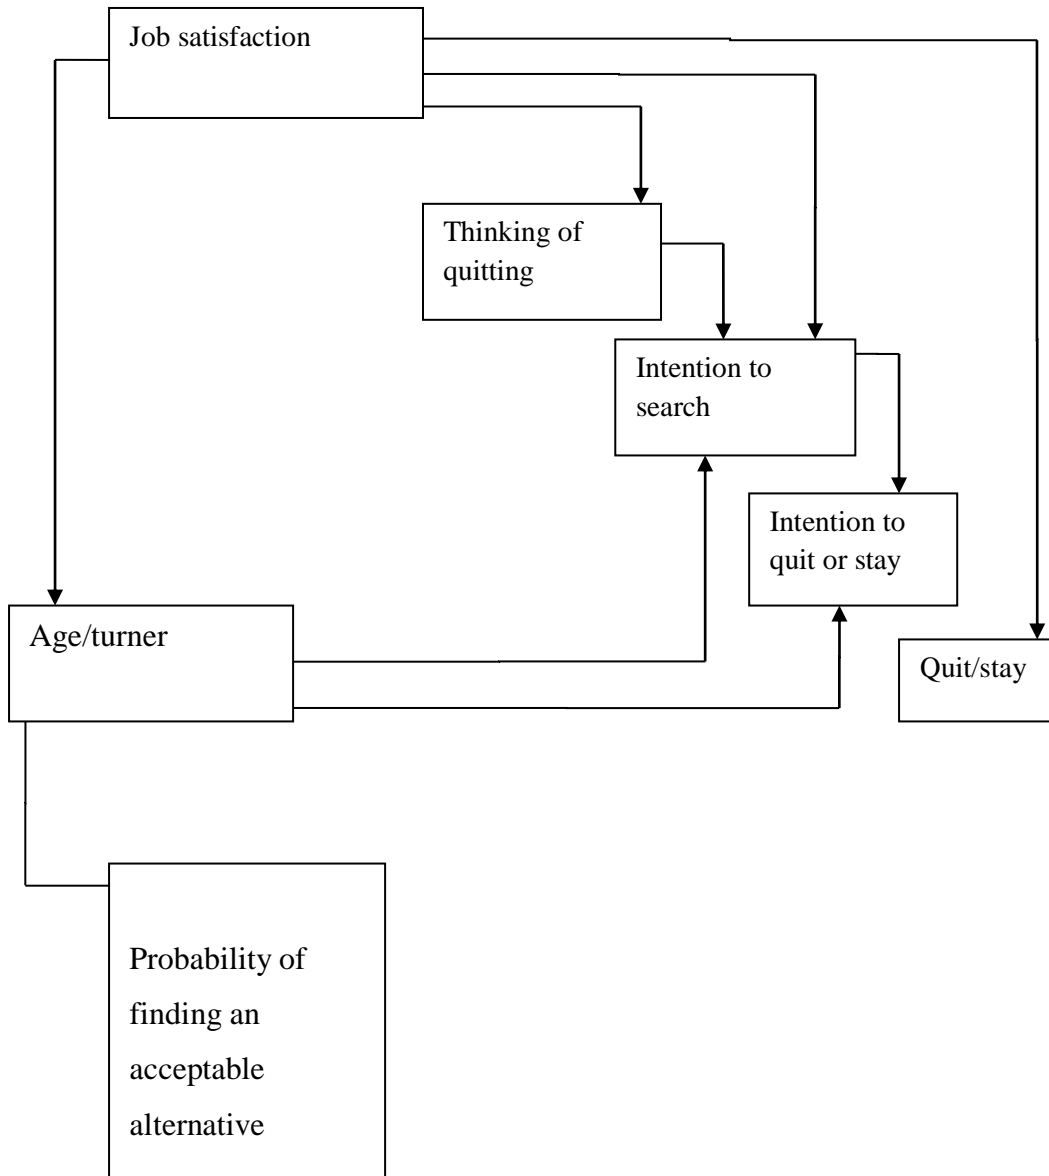 Job satisfaction
Thinking of
quitting
Intention to
search
Intention to
quit or stay
Age/turner
Quit/stay
Probability of
finding an
acceptable
alternative